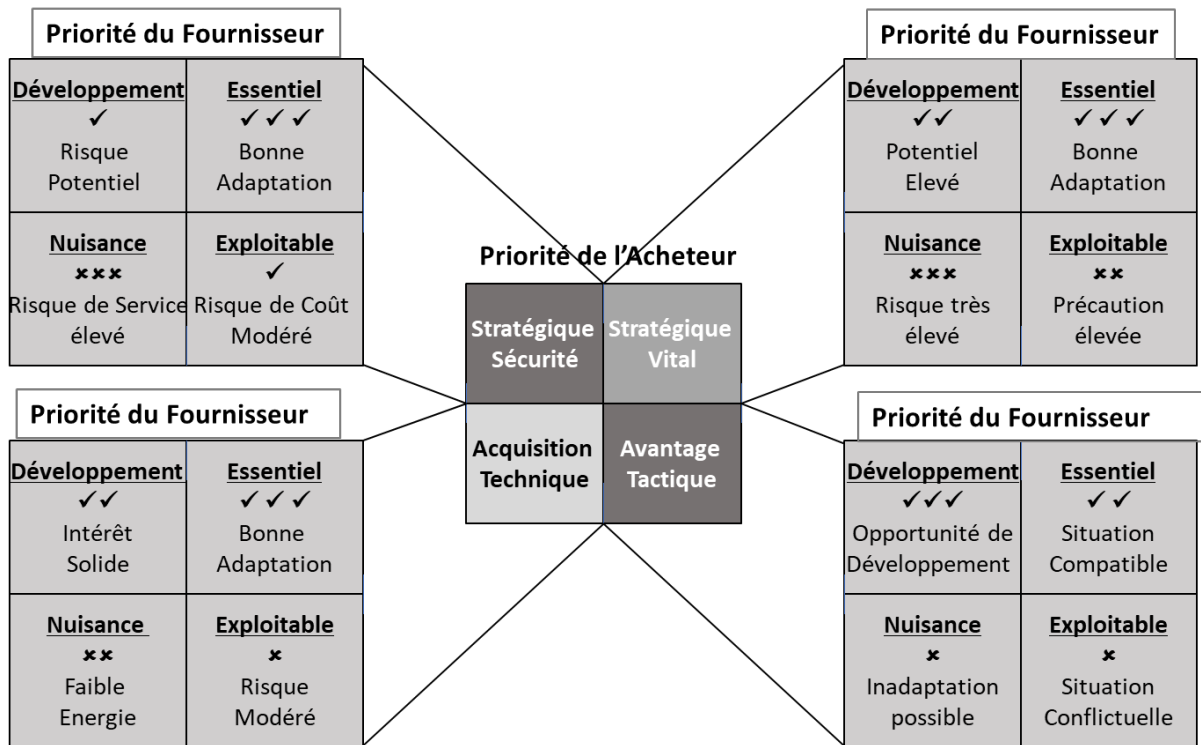 Priorité du Fournisseur
Développement
✓
Risque
Potentiel
Essentiel
✓ ✓ ✓
Bonne
Adaptation
Nuisance
✘✘✘
Risque de Service
élevé
Exploitable
✓
Risque de Coût
Modéré
Priorité du Fournisseur
Développement
✓✓
Potentiel
Elevé
Essentiel
✓ ✓ ✓
Bonne
Adaptation
Nuisance
✘✘✘
Risque très
élevé
Exploitable
✘✘
Précaution
élevée
Priorité de l’Acheteur
Stratégique
Sécurité
Stratégique
Vital
Acquisition
Technique
Avantage
Tactique
Priorité du Fournisseur
Développement
✓✓
Intérêt
Solide
Essentiel
✓ ✓ ✓
Bonne
Adaptation
Nuisance
✘✘
Faible
Energie
Exploitable
✘
Risque
Modéré
Priorité du Fournisseur
Développement
✓✓✓
Opportunité de
Développement
Essentiel
✓ ✓
Situation
Compatible
Nuisance
✘
Inadaptation
possible
Exploitable
✘
Situation
Conflictuelle